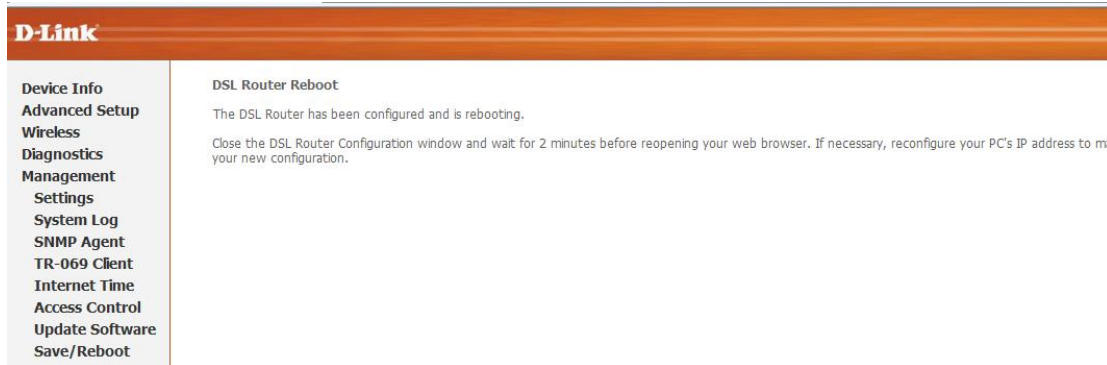 D-Link
Device Info
Advanced Setup
Wireless
Diagnostics
Management
Settings
System Log
SNMP Agent
TR-069 Client
Internet Time
Access Control
Update Software
Save/Reboot
DSL Router Reboot
The DSL Router has been configured and is rebooting.
Close the DSL Router Configuration window and wait for 2 minutes before reopening your web browser. If necessary, reconfigure your PC's IP address to
your new configuration.